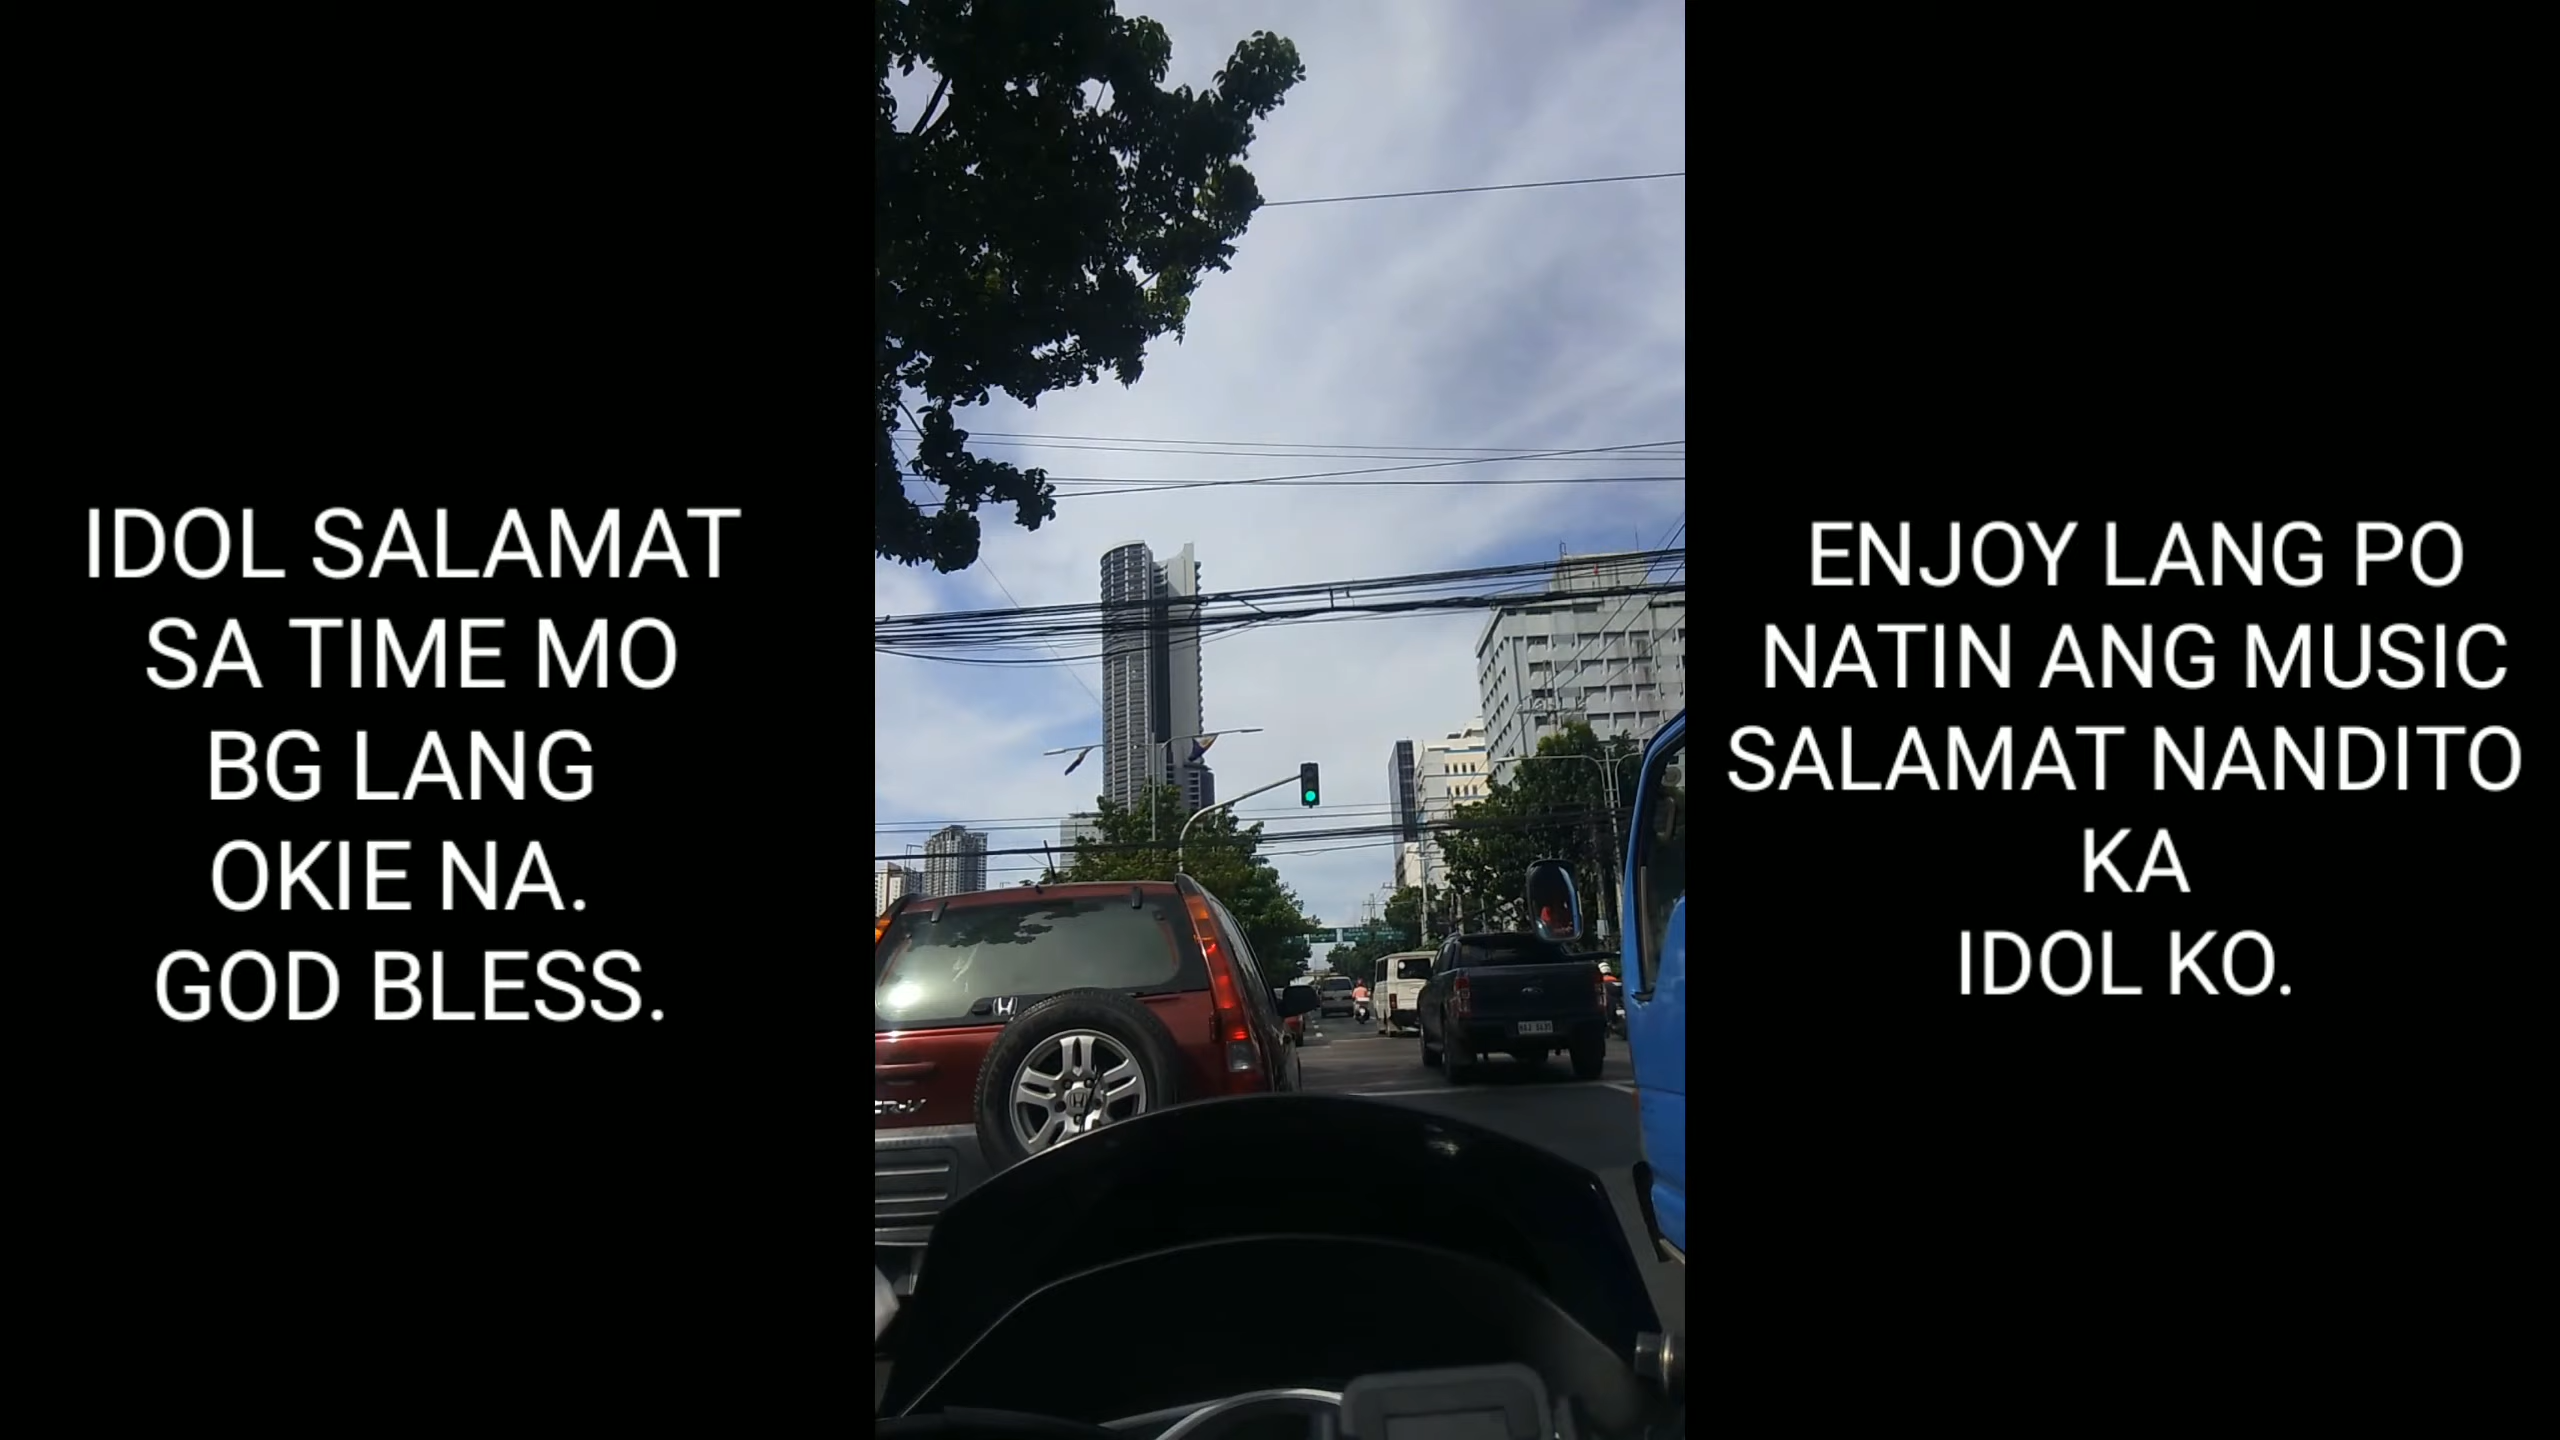 IDOL SALAMAT
SA TIME MO
BG LANG
OKIE NA.
GOD BLESS.
ENJOY LANG PO
NATIN ANG MUSIC
SALAMAT NANDITO
KA
IDOL KO.
CR-V